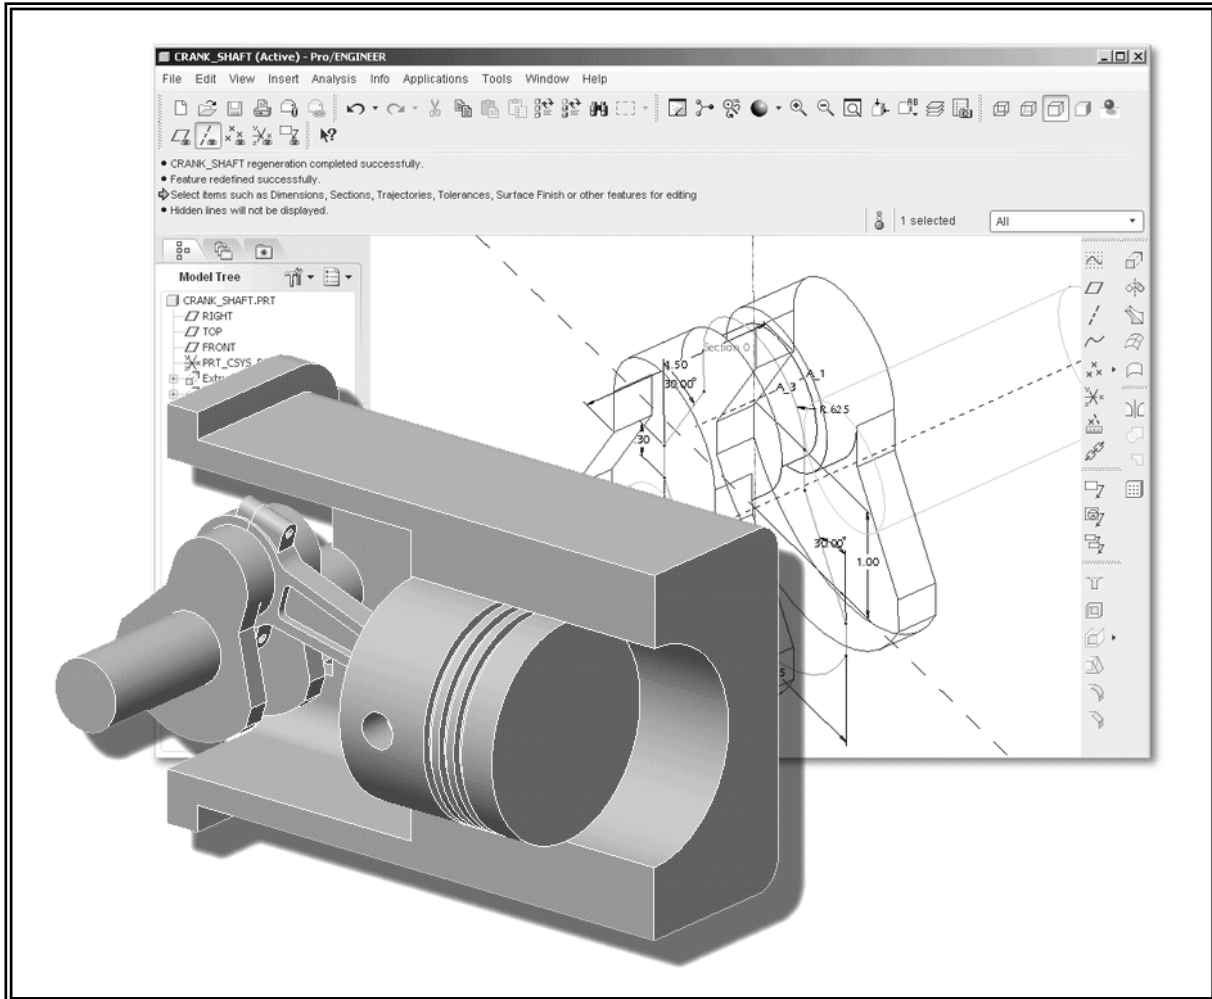 CRANK_SHAFT (Active) - Pro/ENGINEER
File Edit View Insert Analysis Info Applications Tools Window Help
• CRANK_SHAFT regeneration completed successfully.
• Feature redefined successfully.
Select items such as Dimensions, Sections, Trajectories, Tolerances, Surface Finish or other features for editing
• Hidden lines will not be displayed.
1 selected All
Model Tree
CRANK_SHAFT.PRT
RIGHT
TOP
FRONT
PRT_CSYS
Section 0
30.00°
A_1
A_3
R.625
.30
30.00°
1.00